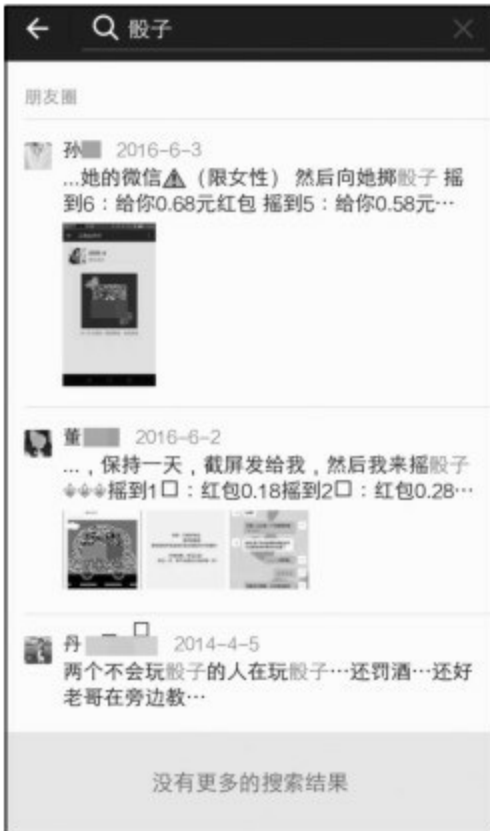 骰子
朋友圈
孙 2016-6-3
...她的微信⚠（限女性） 然后向她掷骰子 摇
到6：给你0.68元红包 摇到5：给你0.58元…
董 2016-6-2
...，保持一天，截屏发给我，然后我来摇骰子
摇到1□：红包0.18摇到2□：红包0.28…
丹 2014-4-5
两个不会玩骰子的人在玩骰子…还罚酒…还好
老哥在旁边教…
没有更多的搜索结果